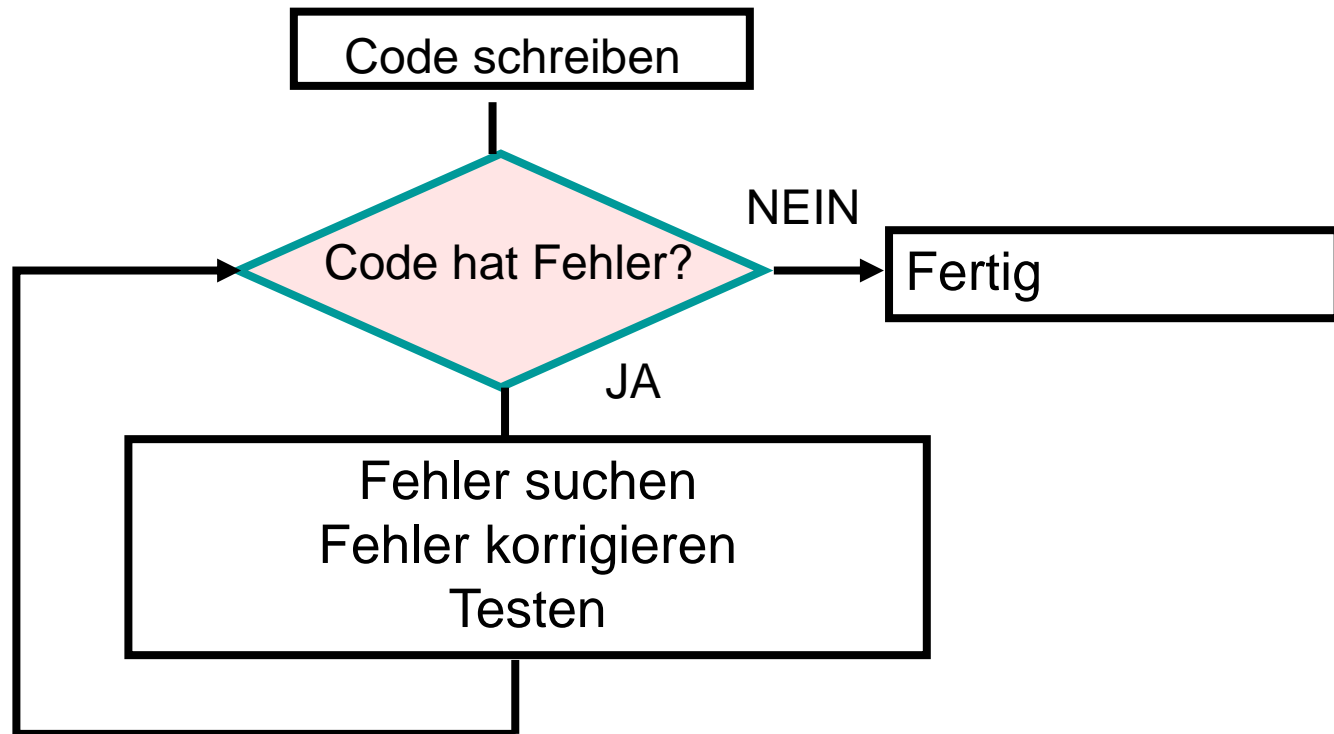 Code schreiben
NEIN
Code hat Fehler?
Fertig
JA
Fehler suchen
Fehler korrigieren
Testen